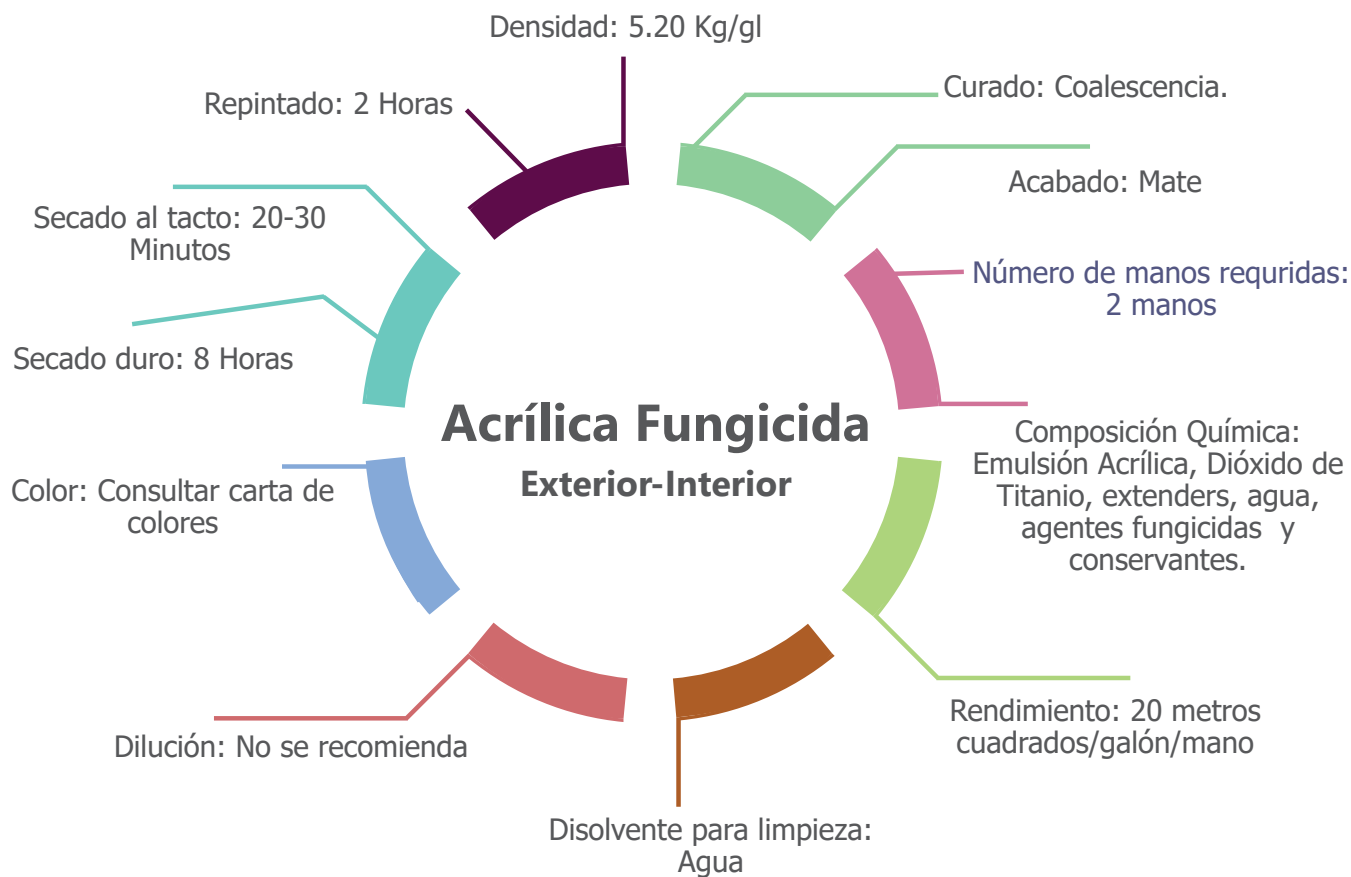 Densidad: 5.20 Kg/gl
Curado: Coalescencia.
Repintado: 2 Horas
Acabado: Mate
Secado al tacto: 20-30
Minutos
Número de manos requridas:
2 manos
Secado duro: 8 Horas
Acrílica Fungicida
Exterior-Interior
Composición Química:
Emulsión Acrílica, Dióxido de
Titanio, extenders, agua,
agentes fungicidas y
conservantes.
Color: Consultar carta de
colores
Rendimiento: 20 metros
cuadrados/galón/mano
Dilución: No se recomienda
Disolvente para limpieza:
Agua